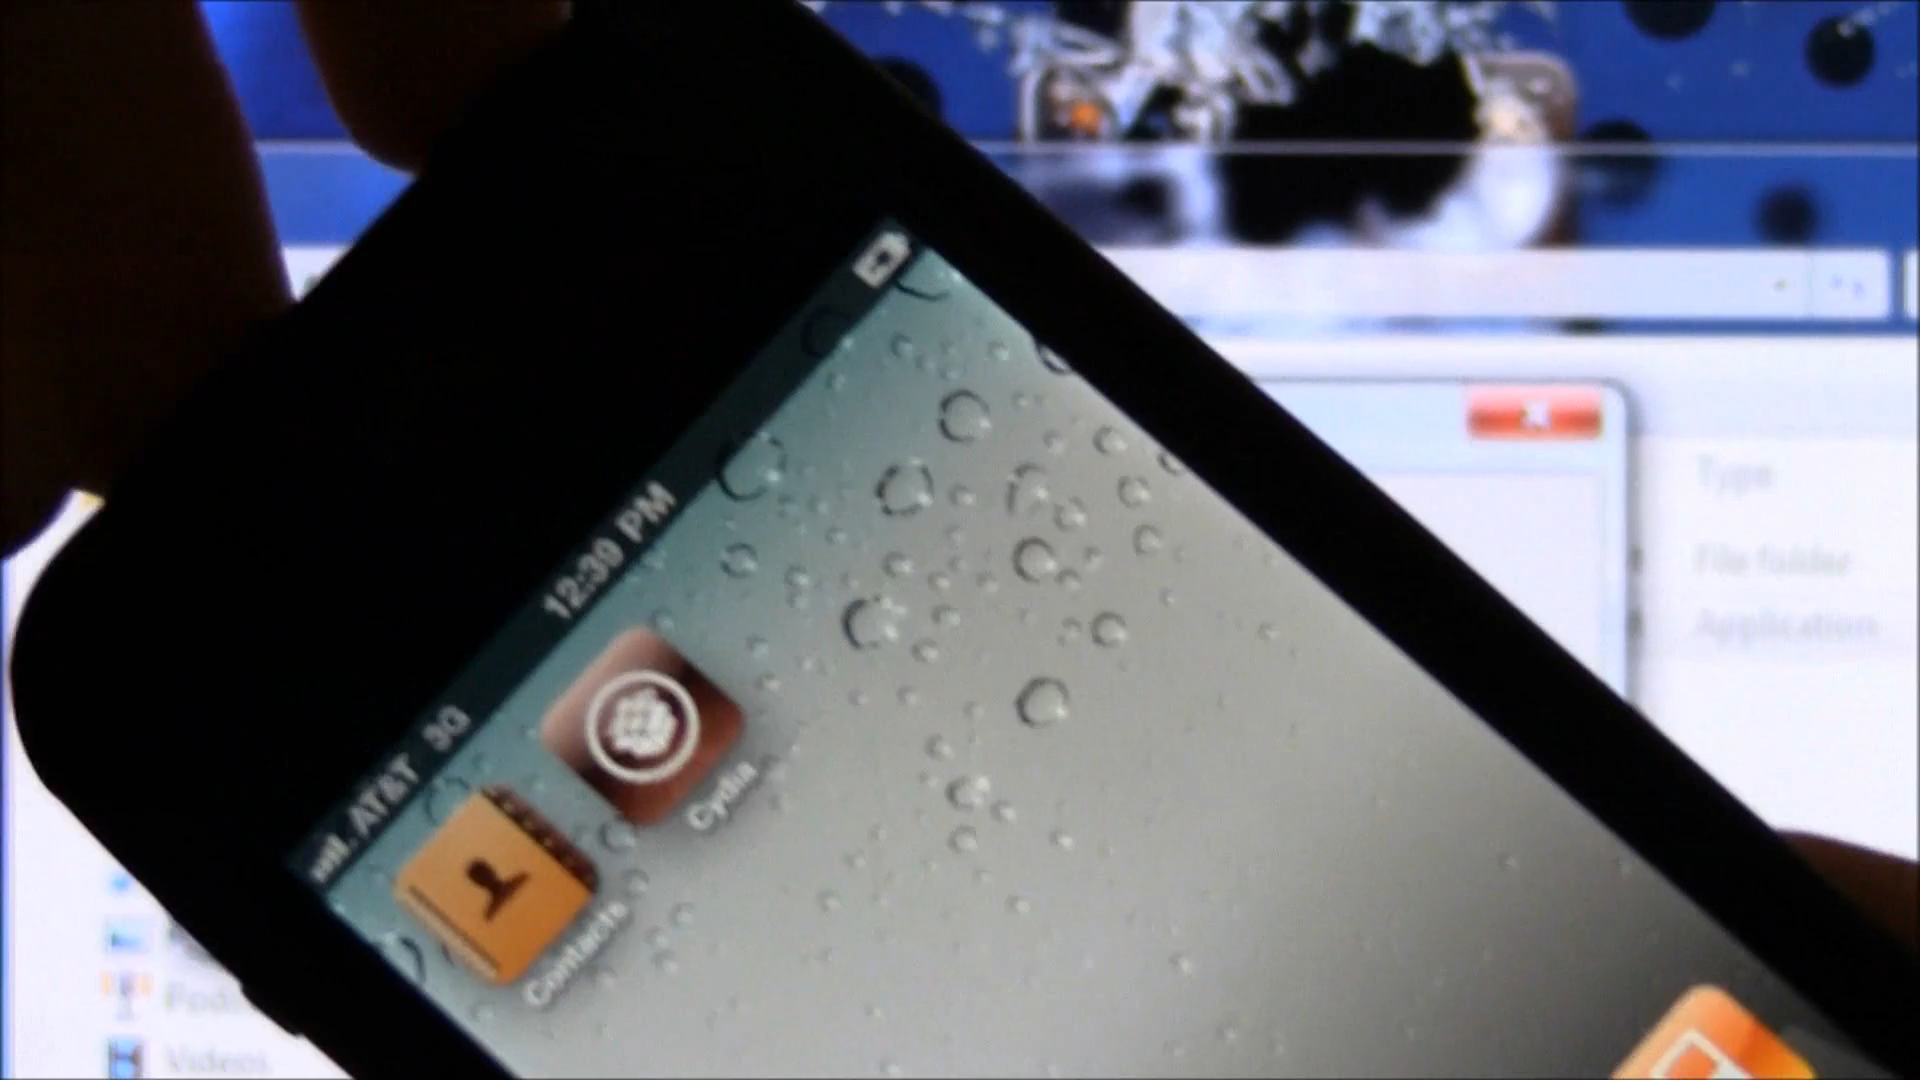 AT&T 3G 12:39 PM
Contacts
Cydia
Type
File folder
Application
Videos